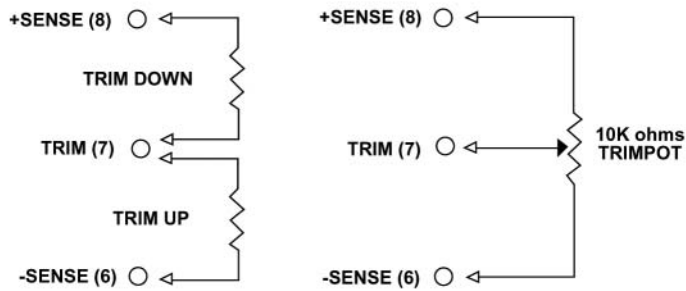 +SENSE (8)
TRIM DOWN
TRIM (7)
TRIM UP
-SENSE (6)
+SENSE (8)
TRIM (7)
10K ohms
TRIMPOT
-SENSE (6)